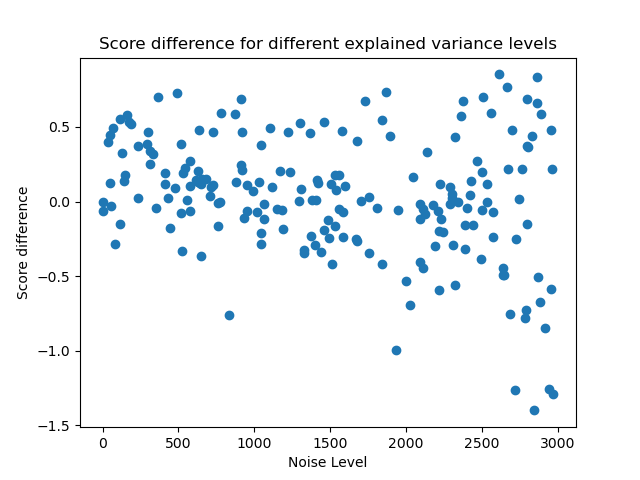 Score difference for different explained variance levels
Score difference
0.5
0.0
−0.5
−1.0
−1.5
0 500 1000 1500 2000 2500 3000
Noise Level